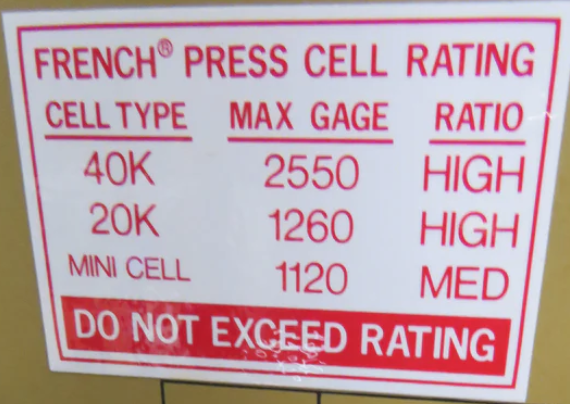 FRENCH® PRESS CELL RATING
CELL TYPE MAX GAGE RATIO
40K 2550 HIGH
20K 1260 HIGH
MINI CELL 1120 MED
DO NOT EXCEED RATING